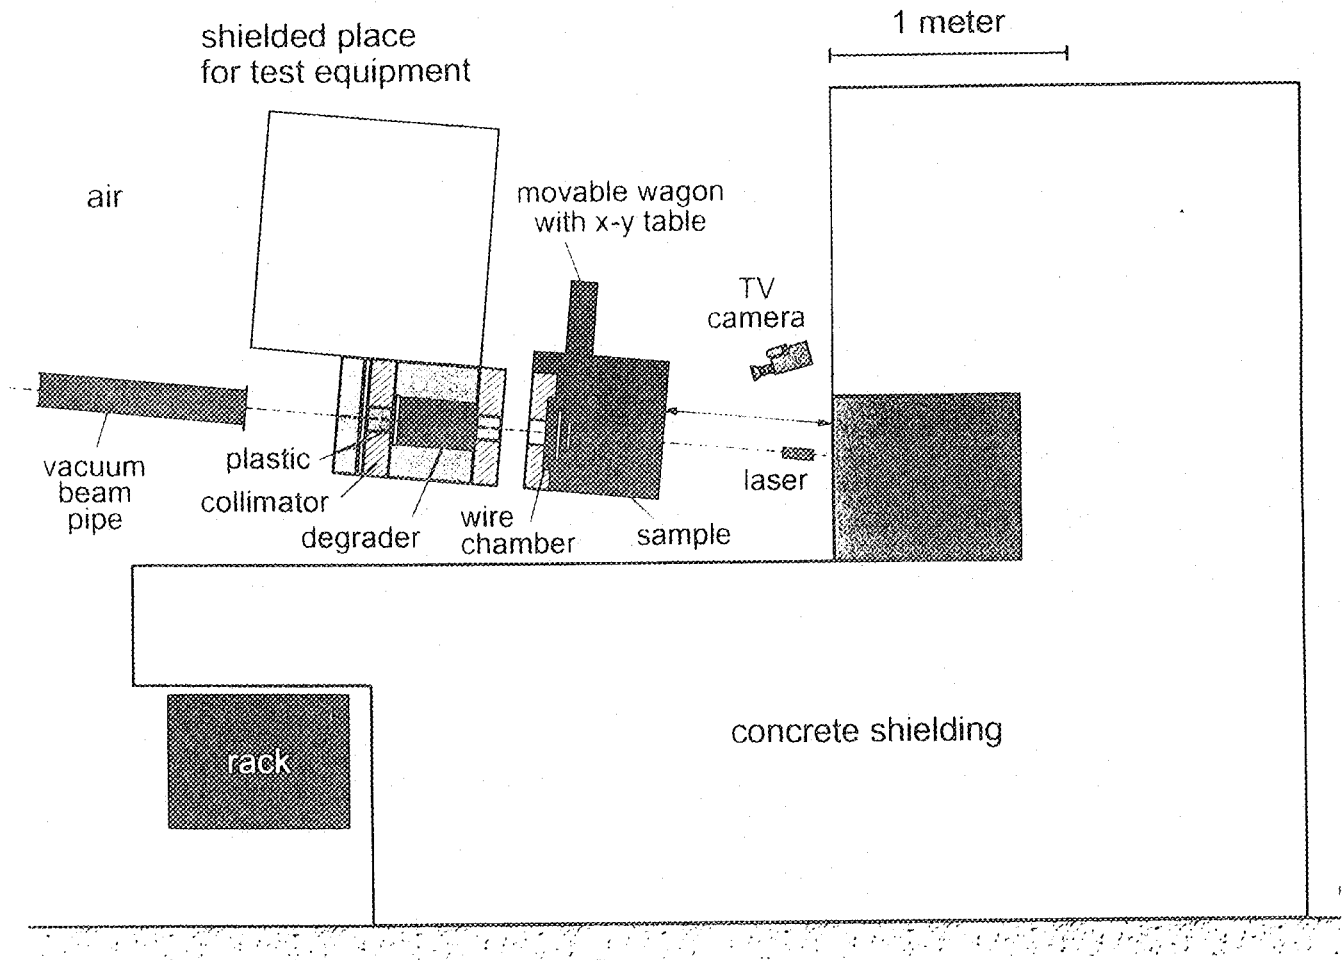 1 meter
shielded place
for test equipment
air
movable wagon
with x-y table
TV
camera
plastic
vacuum
beam
pipe
collimator
laser
degrader
wire
chamber
sample
rack
concrete shielding